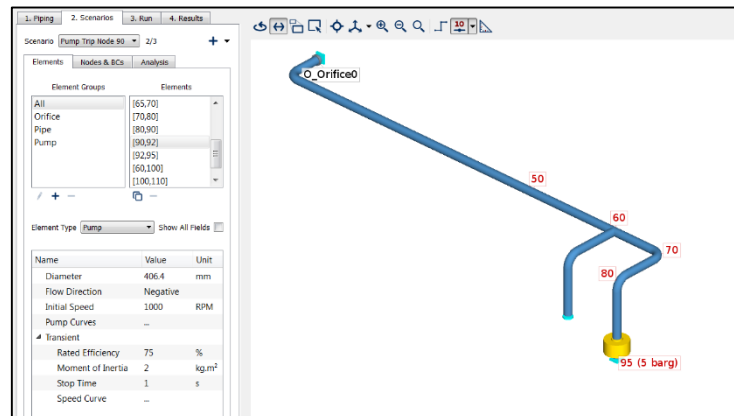 1. Piping 2. Scenarios 3. Run 4. Results
Scenario Pump Trip Node 90 2/3
Elements Nodes & BCs Analysis
Element Groups Elements
All [65,70]
Orifice [70,80]
Pipe [80,90]
Pump [90,92]
[92,95]
[60,100]
[100,110]
Element Type Pump Show All Fields
Name Value Unit
Diameter 406.4 mm
Flow Direction Negative
Initial Speed 1000 RPM
Pump Curves ...
Transient
Rated Efficiency 75 %
Moment of Inertia 2 kg.m²
Stop Time 1 s
Speed Curve ...
10
O_Orifice0
50
60
70
80
95 (5 barg)